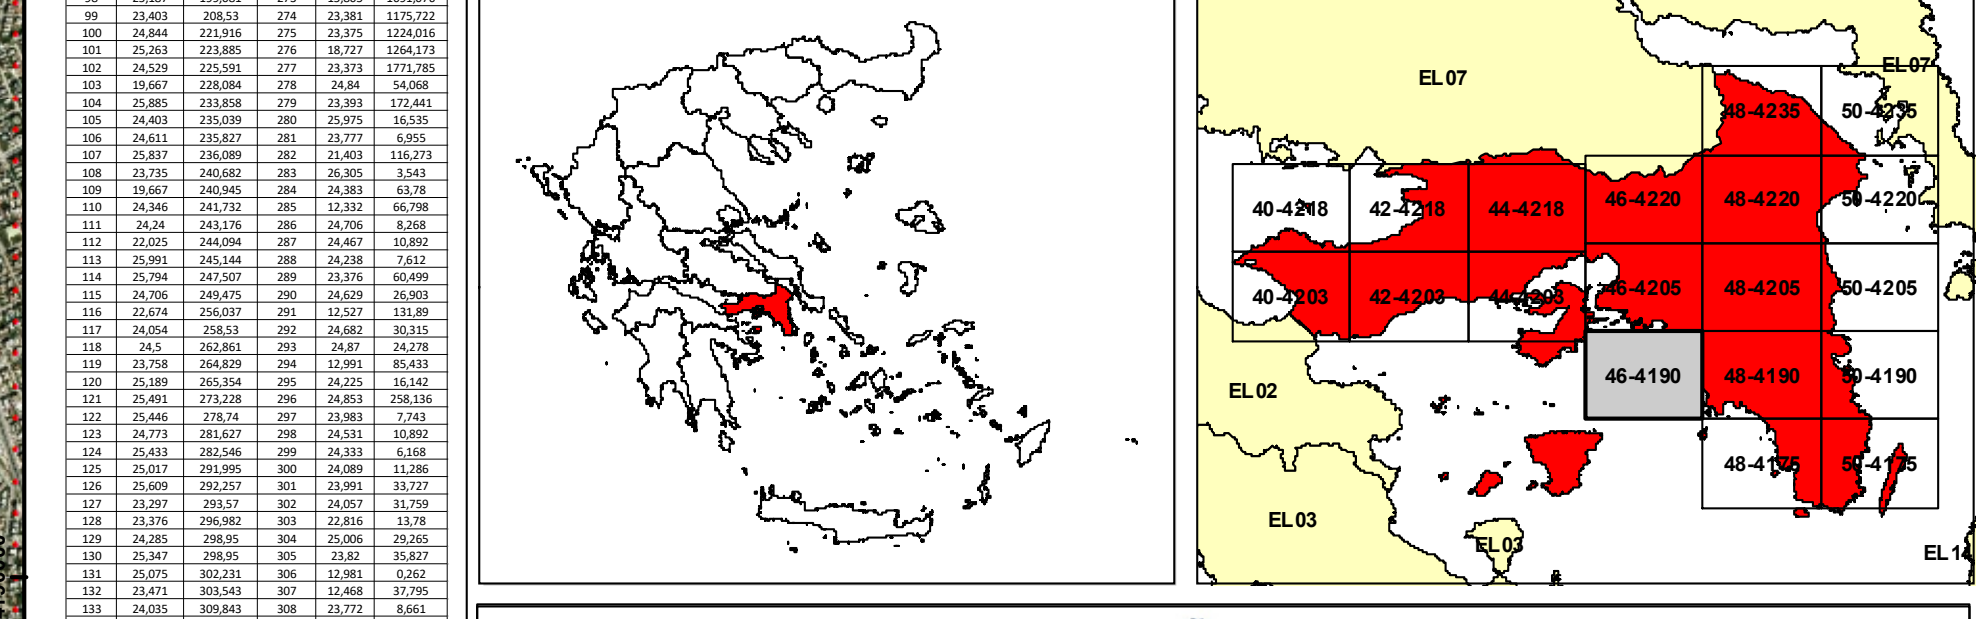 99 23,403 208,53 274 23,381 1175,722
100 24,844 221,916 275 23,375 1224,016
101 25,263 223,885 276 18,727 1264,173
102 24,529 225,591 277 23,373 1771,785
103 19,667 228,084 278 24,84 54,068
104 25,885 233,858 279 23,393 172,441
105 24,403 235,039 280 25,975 16,535
106 24,611 235,827 281 23,777 6,955
107 25,837 236,089 282 21,403 116,273
108 23,735 240,682 283 26,305 3,543
109 19,667 240,945 284 24,383 63,78
110 24,346 241,732 285 12,332 66,798
111 24,24 243,176 286 24,706 8,268
112 22,025 244,094 287 24,467 10,892
113 25,991 245,144 288 24,238 7,612
114 25,794 247,507 289 23,376 60,499
115 24,706 249,475 290 24,629 26,903
116 22,674 256,037 291 12,527 131,89
117 24,054 258,53 292 24,682 30,315
118 24,5 262,861 293 24,87 24,278
119 23,758 264,829 294 12,991 85,433
120 25,189 265,354 295 24,225 16,142
121 25,491 273,228 296 24,853 258,136
122 25,446 278,74 297 23,983 7,743
123 24,773 281,627 298 24,531 10,892
124 25,433 282,546 299 24,333 6,168
125 25,017 291,995 300 24,089 11,286
126 25,609 292,257 301 23,991 33,727
127 23,297 293,57 302 24,057 31,759
128 23,376 296,982 303 22,816 13,78
129 24,285 298,95 304 25,006 29,265
130 25,347 298,95 305 23,82 35,827
131 25,075 302,231 306 12,981 0,262
132 23,471 303,543 307 12,468 37,795
133 24,035 309,843 308 23,772 8,661
EL07
EL07
48-4235 50-4235
40-4218 42-4218 44-4218 46-4220 48-4220 50-4220
40-4203 42-4203 44-4203 46-4205 48-4205 50-4205
46-4190 48-4190 50-4190
EL02
48-4175 50-4175
EL03
EL03